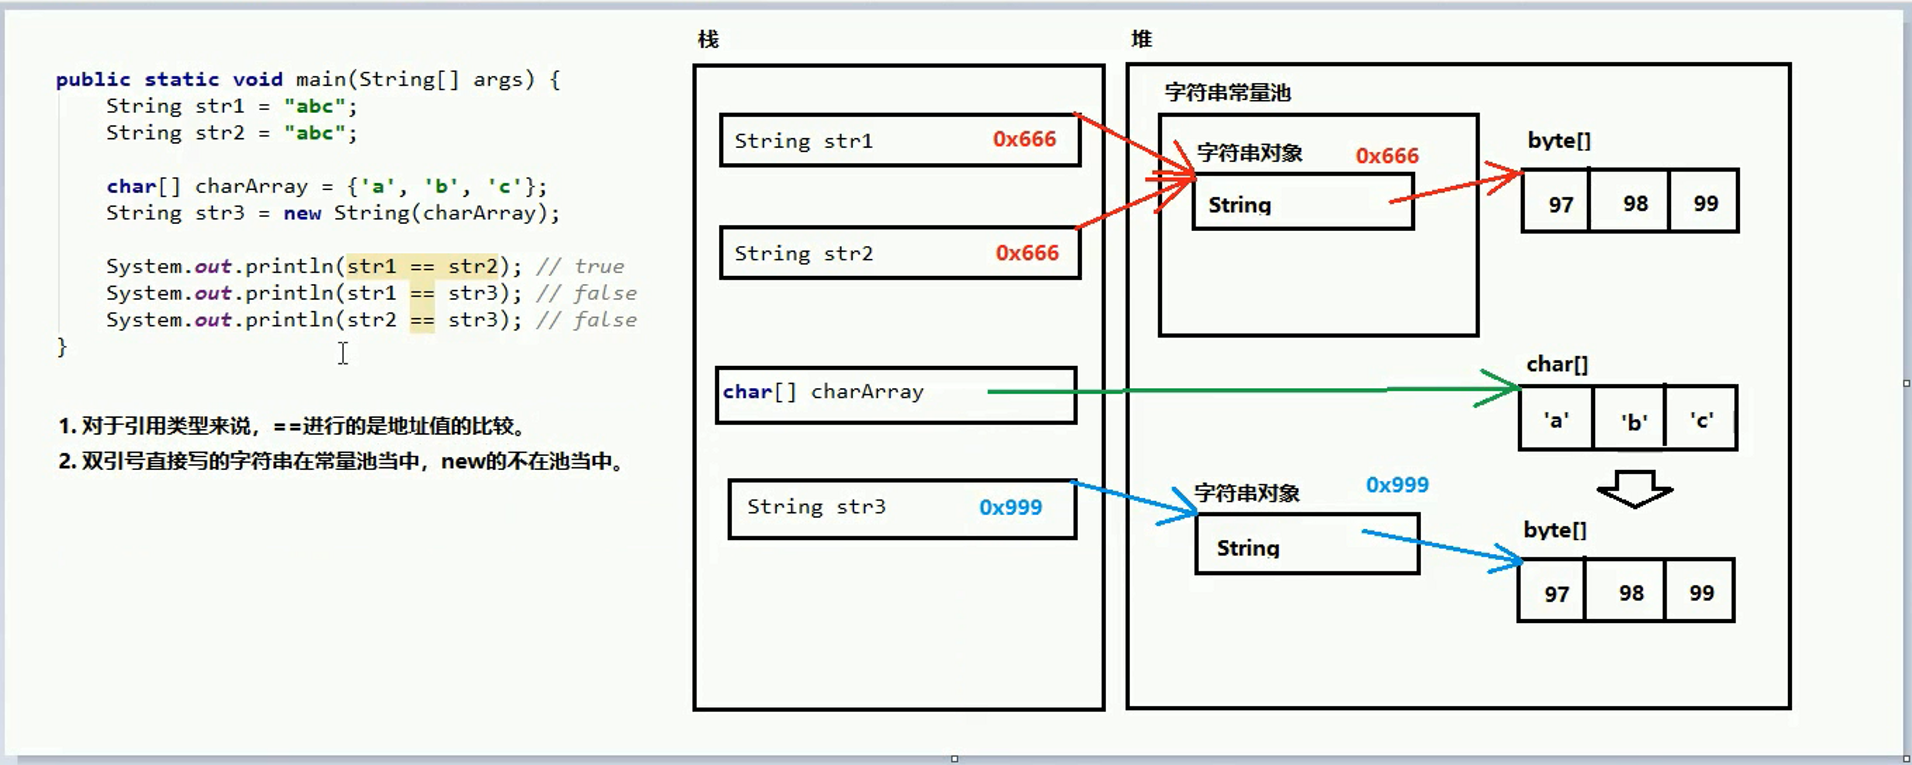 public static void main(String[] args) {
String str1 = "abc";
String str2 = "abc";
char[] charArray = {'a', 'b', 'c'};
String str3 = new String(charArray);
System.out.println(str1 == str2); // true
System.out.println(str1 == str3); // false
System.out.println(str2 == str3); // false
}
1. 对于引用类型来说，==进行的是地址值的比较。
2. 双引号直接写的字符串在常量池当中，new的不在池当中。
栈
String str1 0x666
String str2 0x666
char[] charArray
String str3 0x999
堆
字符串常量池
字符串对象 0x666
String
byte[]
97 98 99
char[]
'a' 'b' 'c'
字符串对象 0x999
String
byte[]
97 98 99